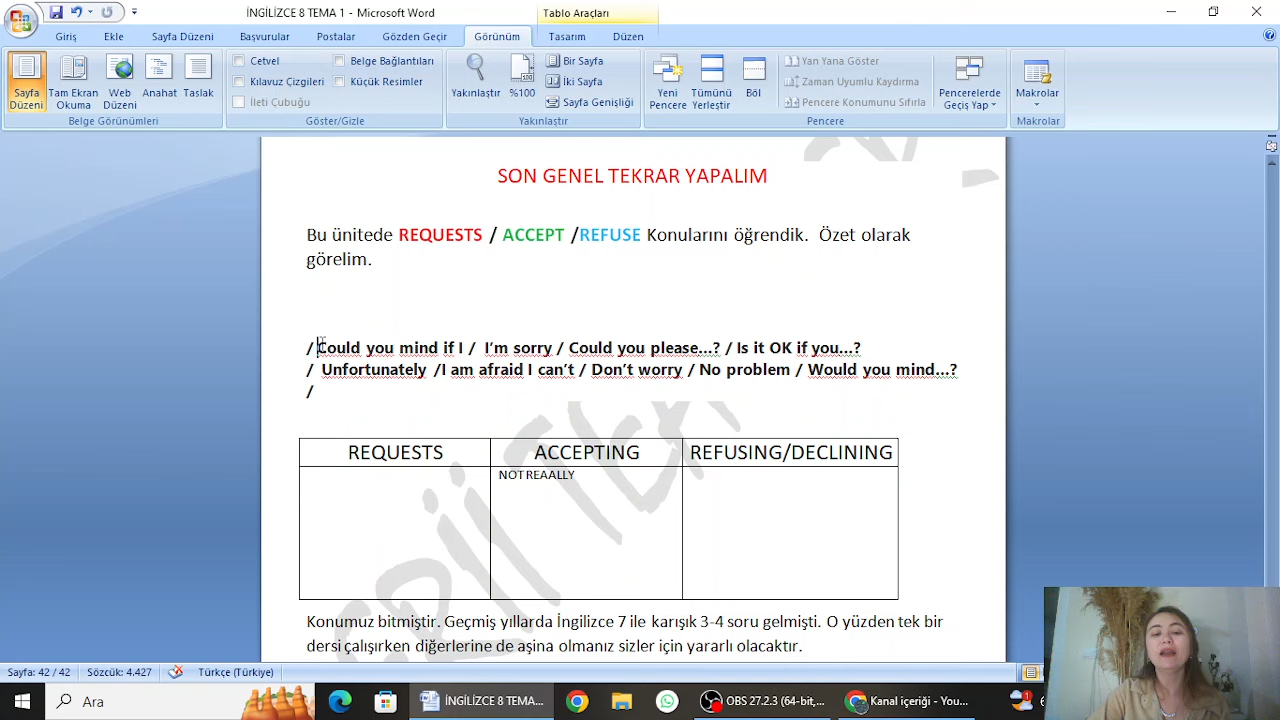 İNGİLİZCE 8 TEMA 1 - Microsoft Word
Tablo Araçları
Giriş Ekle Sayfa Düzeni Başvurular Postalar Gözden Geçir Görünüm Tasarım Düzen
Sayfa Düzeni
Tam Ekran Okuma
Web Düzeni
Anahat
Taslak
Belge Görünümleri
Cetvel
Kılavuz Çizgileri
İleti Çubuğu
Belge Bağlantıları
Küçük Resimler
Göster/Gizle
Yakınlaştır
%100
Bir Sayfa
İki Sayfa
Sayfa Genişliği
Yakınlaştır
Yeni Pencere
Tümünü Yerleştir
Böl
Yan Yana Göster
Zaman Uyumlu Kaydırma
Pencere Konumunu Sıfırla
Pencerelerde Geçiş Yap
Pencere
Makrolar
Makrolar
SON GENEL TEKRAR YAPALIM
Bu ünitede REQUESTS / ACCEPT /REFUSE Konularını öğrendik. Özet olarak
görelim.
/ Could you mind if I / I'm sorry / Could you please...? / Is it OK if you...?
/ Unfortunately /I am afraid I can't / Don't worry / No problem / Would you mind...?
/
REQUESTS ACCEPTING REFUSING/DECLINING
NOT REAALLY
Konumuz bitmiştir. Geçmiş yıllarda İngilizce 7 ile karışık 3-4 soru gelmişti. O yüzden tek bir
dersi çalışırken diğerlerine de aşina olmanız sizler için yararlı olacaktır.
Sayfa: 42 / 42 Sözcük: 4.427 Türkçe (Türkiye)
Ara
İNGİLİZCE 8 TEMA...
OBS 27.2.3 (64-bit,...
Kanal içeriği - You...